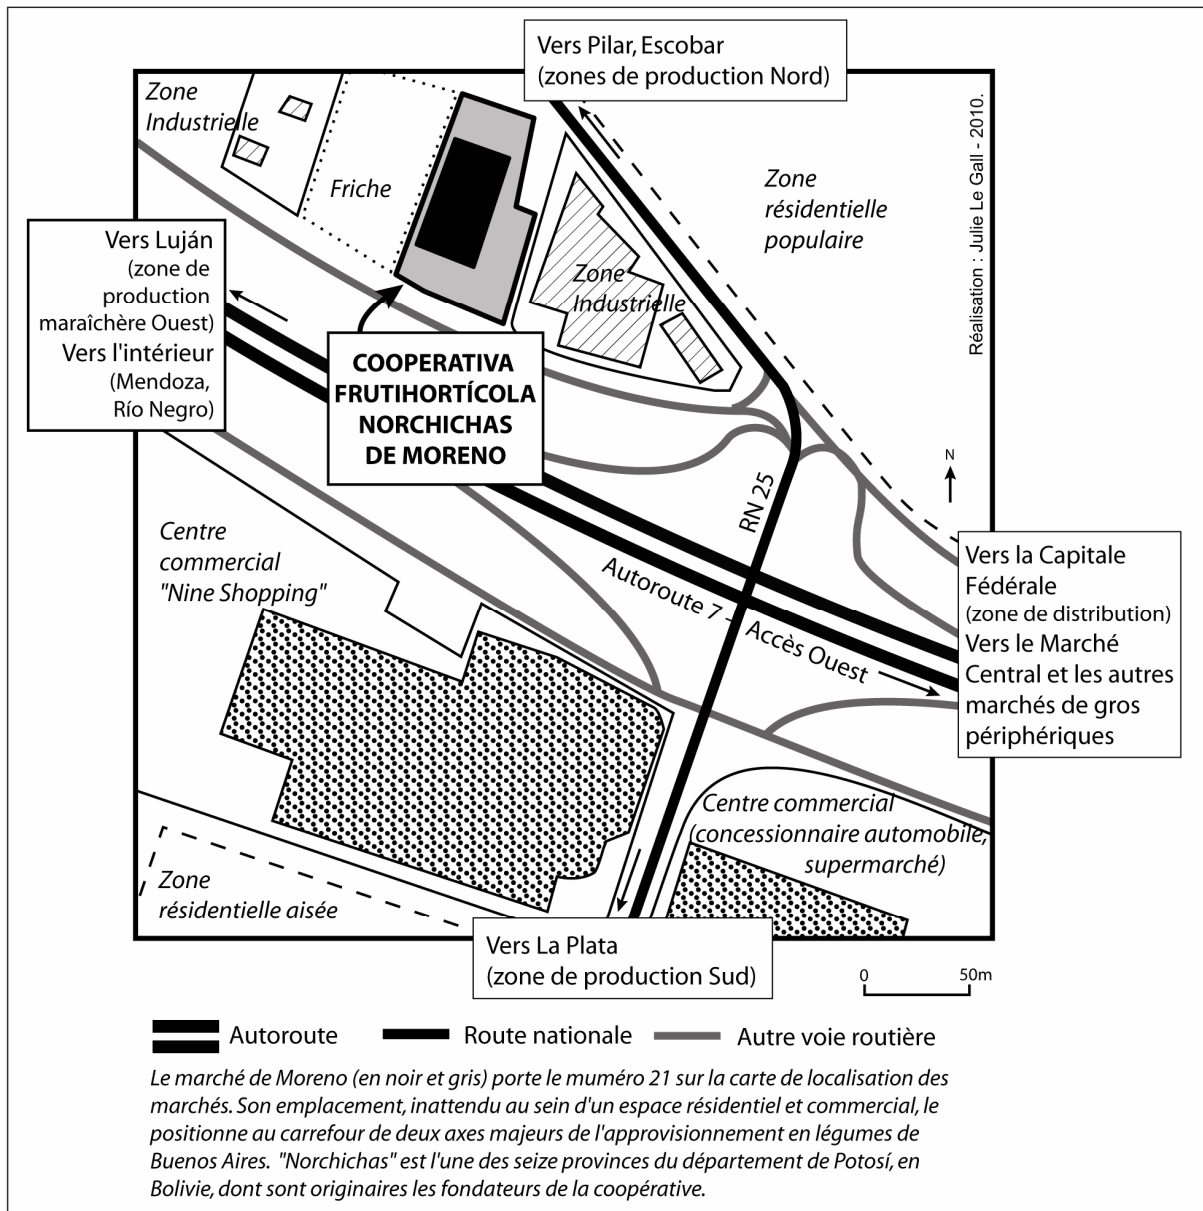 Vers Pilar, Escobar
(zones de production Nord)
Zone
Industrielle
Friche
Zone
résidentielle
populaire
Réalisation : Julie Le Gall - 2010.
Vers Luján
(zone de
production
maraîchère Ouest)
Vers l'intérieur
(Mendoza,
Río Negro)
Zone
Industrielle
COOPERATIVA
FRUTIHORTÍCOLA
NORCHICHAS
DE MORENO
N
RN 25
Centre
commercial
"Nine Shopping"
Autoroute 7 - Accès Ouest
Vers la Capitale
Fédérale
(zone de distribution)
Vers le Marché
Central et les autres
marchés de gros
périphériques
Centre commercial
(concessionnaire automobile,
supermarché)
Zone
résidentielle aisée
Vers La Plata
(zone de production Sud)
0 50m
Autoroute Route nationale Autre voie routière
Le marché de Moreno (en noir et gris) porte le muméro 21 sur la carte de localisation des
marchés. Son emplacement, inattendu au sein d'un espace résidentiel et commercial, le
positionne au carrefour de deux axes majeurs de l'approvisionnement en légumes de
Buenos Aires. "Norchichas" est l'une des seize provinces du département de Potosí, en
Bolivie, dont sont originaires les fondateurs de la coopérative.